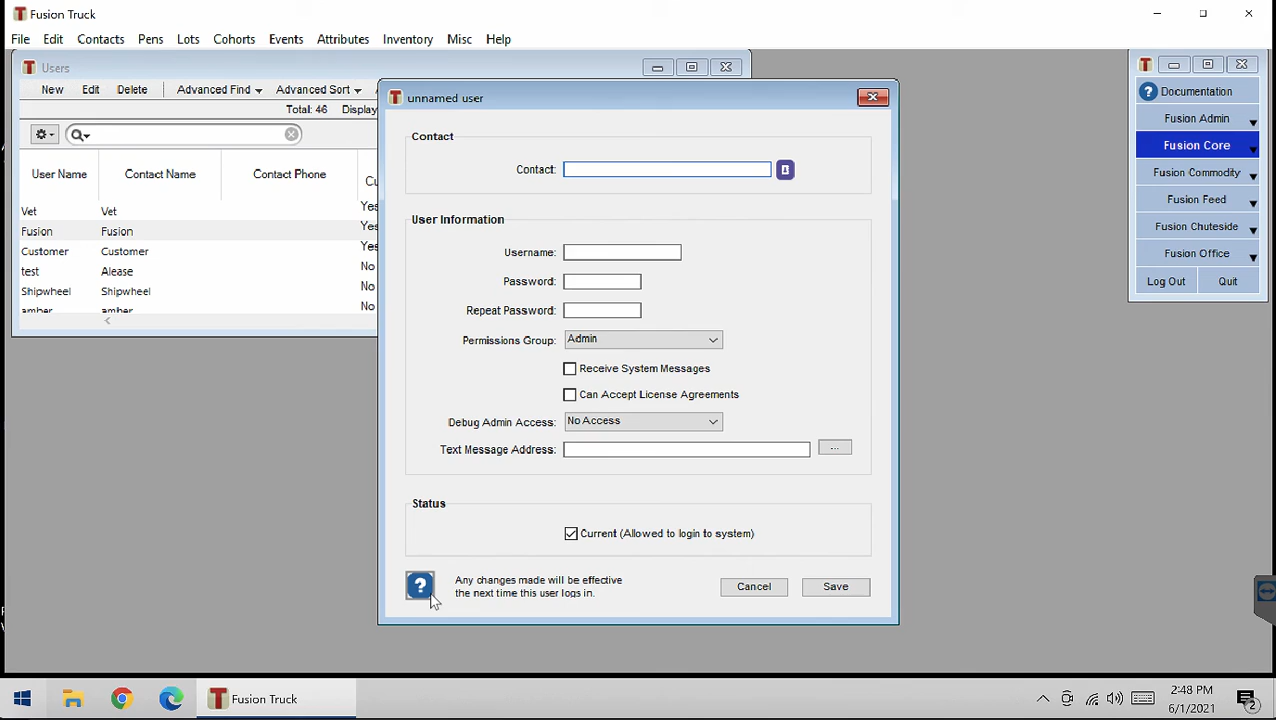 Fusion Truck
File Edit Contacts Pens Lots Cohorts Events Attributes Inventory Misc Help
Users
New Edit Delete Advanced Find Advanced Sort
Total: 46 Display
User Name Contact Name Contact Phone
Vet Vet Yes
Fusion Fusion Yes
Customer Customer Yes
test Alease No
Shipwheel Shipwheel No
amber amber No
unnamed user
Contact
Contact:
User Information
Username:
Password:
Repeat Password:
Permissions Group: Admin
Receive System Messages
Can Accept License Agreements
Debug Admin Access: No Access
Text Message Address: ...
Status
Current (Allowed to login to system)
? Any changes made will be effective
the next time this user logs in.
Cancel Save
? Documentation
Fusion Admin
Fusion Core
Fusion Commodity
Fusion Feed
Fusion Chuteside
Fusion Office
Log Out Quit
Fusion Truck
2:48 PM
6/1/2021
2